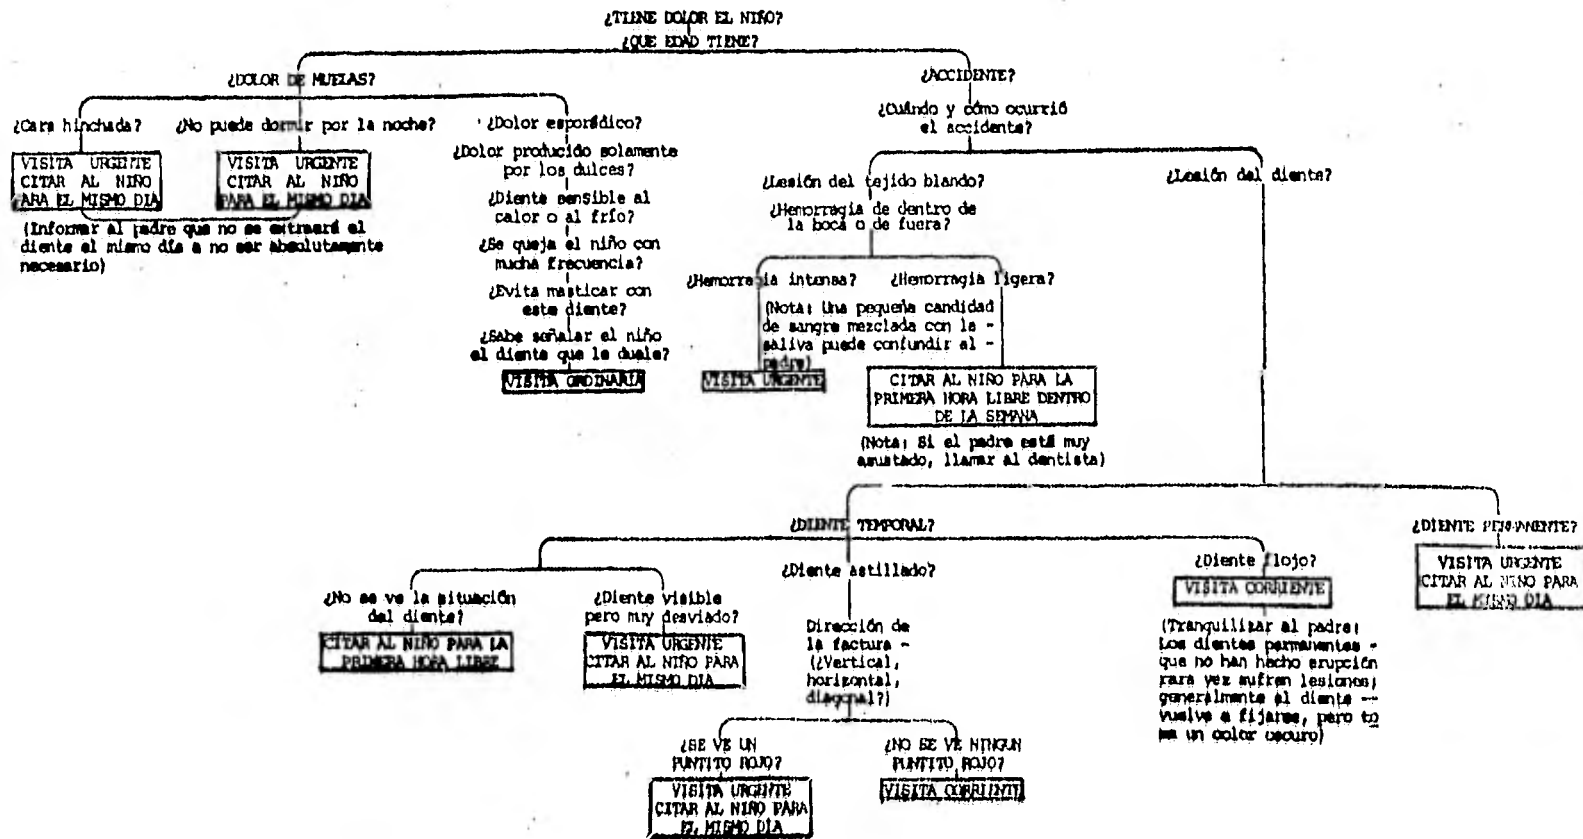 ¿TIENE DOLOR EL NIÑO?
¿QUE EDAD TIENE?
¿DOLOR DE MUELAS?
¿Cara hinchada?
VISITA URGENTE
CITAR AL NIÑO
PARA EL MISMO DIA
¿No puede dormir por la noche?
VISITA URGENTE
CITAR AL NIÑO
PARA EL MISMO DIA
(Informar al padre que no se extraerá el
diente el mismo día a no ser absolutamente
necesario)
¿Dolor esporádico?
¿Dolor producido solamente
por los dulces?
¿Diente sensible al
calor o al frío?
¿Se queja el niño con
mucha frecuencia?
¿Evita masticar con
este diente?
¿Sabe señalar el niño
el diente que le duele?
VISITA ORDINARIA
¿ACCIDENTE?
¿Cuándo y cómo ocurrió
el accidente?
¿Lesión del tejido blando?
¿Hemorragia de dentro de
la boca o de fuera?
¿Hemorragia intensa?
VISITA URGENTE
¿Hemorragia ligera?
(Nota: Una pequeña candidad
de sangre mezclada con la -
saliva puede confundir al -
padre)
CITAR AL NIÑO PARA LA
PRIMERA HORA LIBRE DENTRO
DE LA SEMANA
(Nota: Si el padre está muy
asustado, llamar al dentista)
¿Lesión del diente?
¿DIENTE TEMPORAL?
¿No se ve la situación
del diente?
CITAR AL NIÑO PARA LA
PRIMERA HORA LIBRE
¿Diente visible
pero muy desviado?
VISITA URGENTE
CITAR AL NIÑO PARA
EL MISMO DIA
¿Diente astillado?
Dirección de
la factura -
(¿Vertical,
horizontal,
diagonal?)
¿SE VE UN
PUNTITO ROJO?
VISITA URGENTE
CITAR AL NIÑO PARA
EL MISMO DIA
¿NO SE VE NINGUN
PUNTITO ROJO?
VISITA CORRIENTE
¿Diente flojo?
VISITA CORRIENTE
(Tranquilizar al padre:
Los dientes permanentes -
que no han hecho erupción
rara vez sufren lesiones;
generalmente el diente --
vuelve a fijarse, pero to
ma un color oscuro)
¿DIENTE PERMANENTE?
VISITA URGENTE
CITAR AL NIÑO PARA
EL MISMO DIA